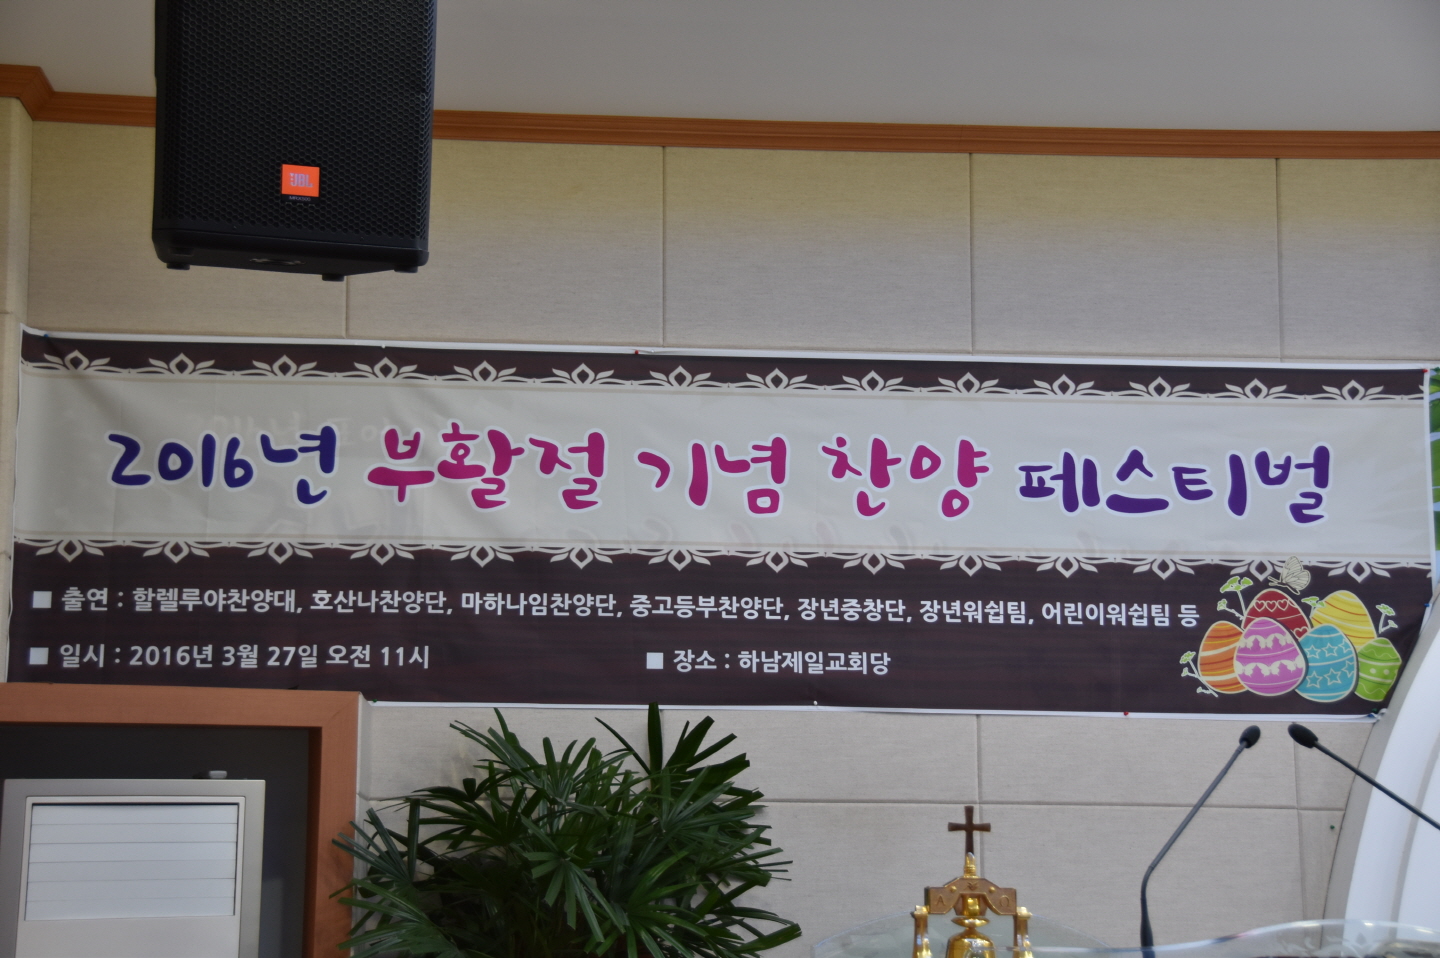 JBL
2016년 부활절 기념 찬양 페스티벌
■ 출연 : 할렐루야찬양대, 호산나찬양단, 마하나임찬양단, 중고등부찬양단, 장년중창단, 장년워쉽팀, 어린이워쉽팀 등
■ 일시 : 2016년 3월 27일 오전 11시 ■ 장소 : 하남제일교회당
Α Ω